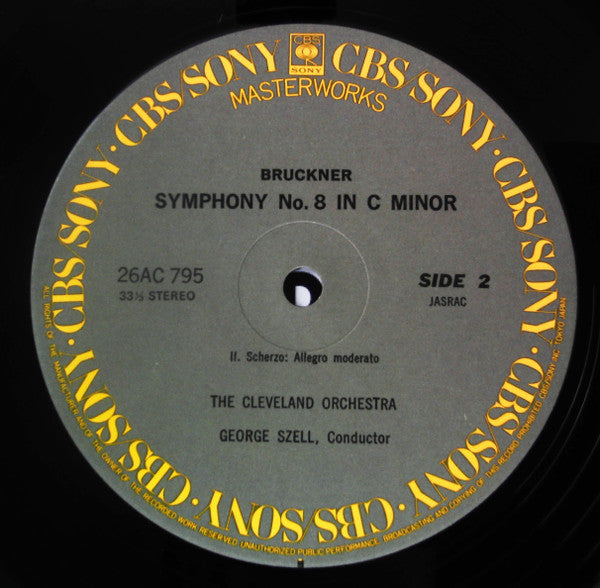 CBS/SONY · CBS/SONY · CBS/SONY · CBS/SONY · CBS/SONY · CBS SONY · CBS SONY ·
CBS
SONY
MASTERWORKS
BRUCKNER
SYMPHONY No. 8 IN C MINOR
26AC 795
33⅓ STEREO
SIDE 2
JASRAC
II. Scherzo: Allegro moderato
THE CLEVELAND ORCHESTRA
GEORGE SZELL, Conductor
ALL RIGHTS OF THE MANUFACTURER AND OF THE OWNER OF THE RECORDED WORK RESERVED. UNAUTHORIZED PUBLIC PERFORMANCE, BROADCASTING AND COPYING OF THIS RECORD PROHIBITED. CBS/SONY INC. TOKYO JAPAN